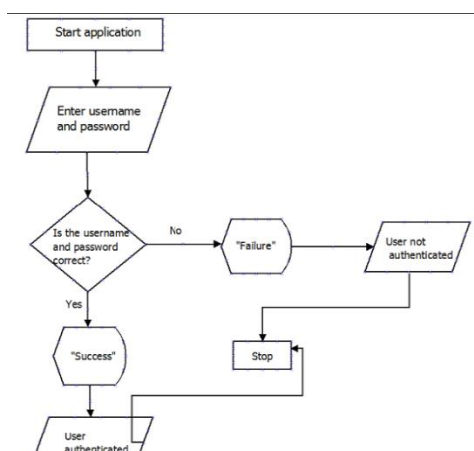 Start application
Enter username
and password
Is the username
and password
correct?
No
"Failure"
User not
authenticated
Yes
"Success"
Stop
User
authenticated